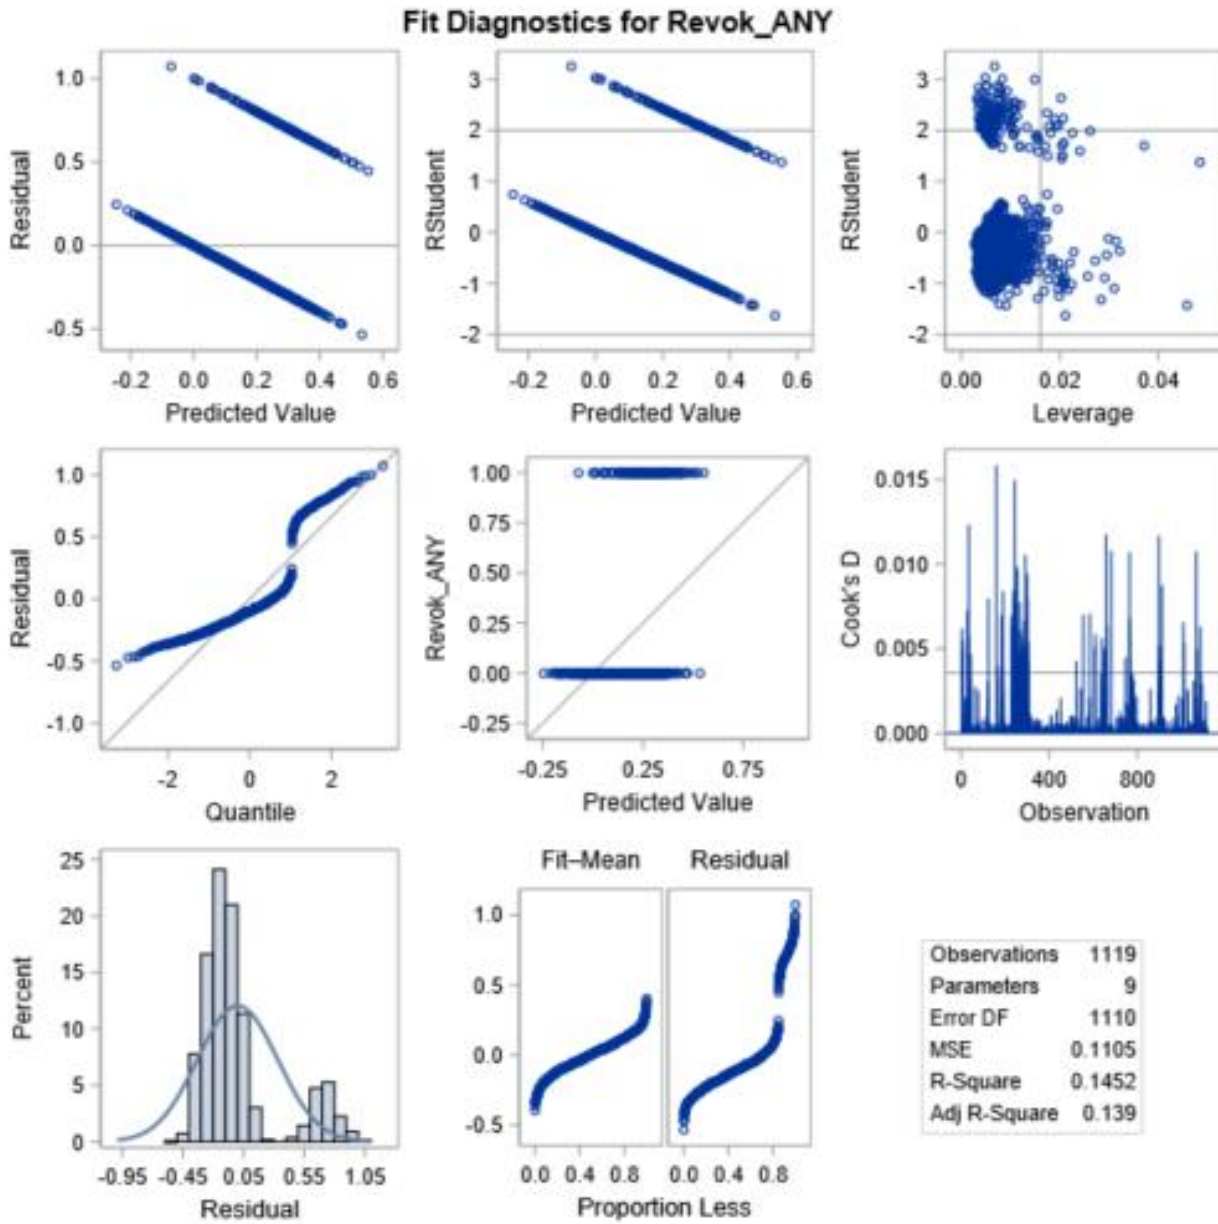 Fit Diagnostics for Revok_ANY
Residual
1.0
0.5
0.0
-0.5
-0.2 0.0 0.2 0.4 0.6
Predicted Value
RStudent
3
2
1
0
-1
-2
-0.2 0.0 0.2 0.4 0.6
Predicted Value
RStudent
3
2
1
0
-1
-2
0.00 0.02 0.04
Leverage
Residual
1.0
0.5
0.0
-0.5
-1.0
-2 0 2
Quantile
Revok_ANY
1.00
0.75
0.50
0.25
0.00
-0.25
-0.25 0.25 0.75
Predicted Value
Cook's D
0.015
0.010
0.005
0.000
0 400 800
Observation
Percent
25
20
15
10
5
0
-0.95 -0.45 0.05 0.55 1.05
Residual
Fit–Mean Residual
1.0
0.5
0.0
-0.5
0.0 0.4 0.8 0.0 0.4 0.8
Proportion Less
Observations 1119
Parameters 9
Error DF 1110
MSE 0.1105
R-Square 0.1452
Adj R-Square 0.139